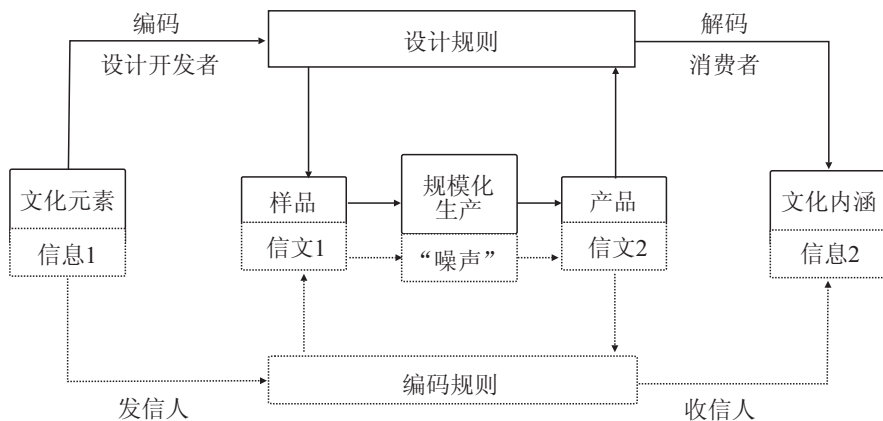 编码
设计规则
解码
设计开发者
消费者
文化元素
样品
规模化
生产
产品
文化内涵
信息1
信文1
“噪声”
信文2
信息2
编码规则
发信人
收信人